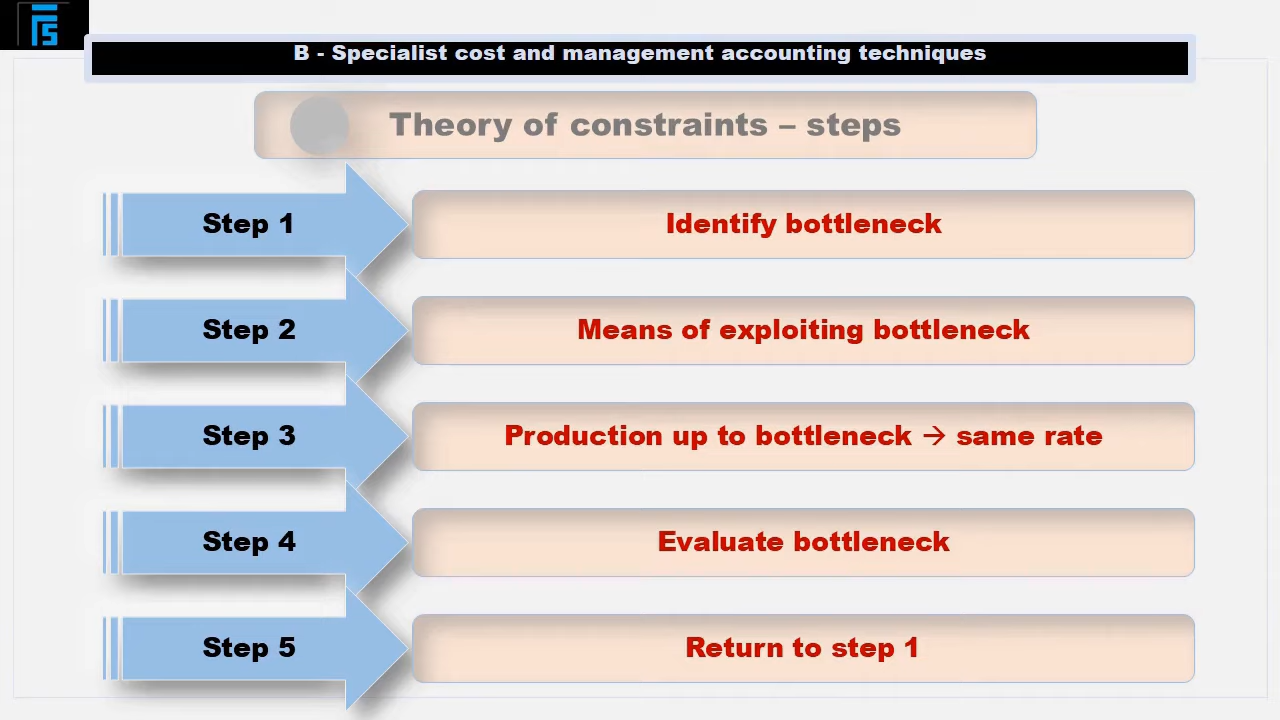 B - Specialist cost and management accounting techniques
Theory of constraints – steps
Step 1
Identify bottleneck
Step 2
Means of exploiting bottleneck
Step 3
Production up to bottleneck → same rate
Step 4
Evaluate bottleneck
Step 5
Return to step 1